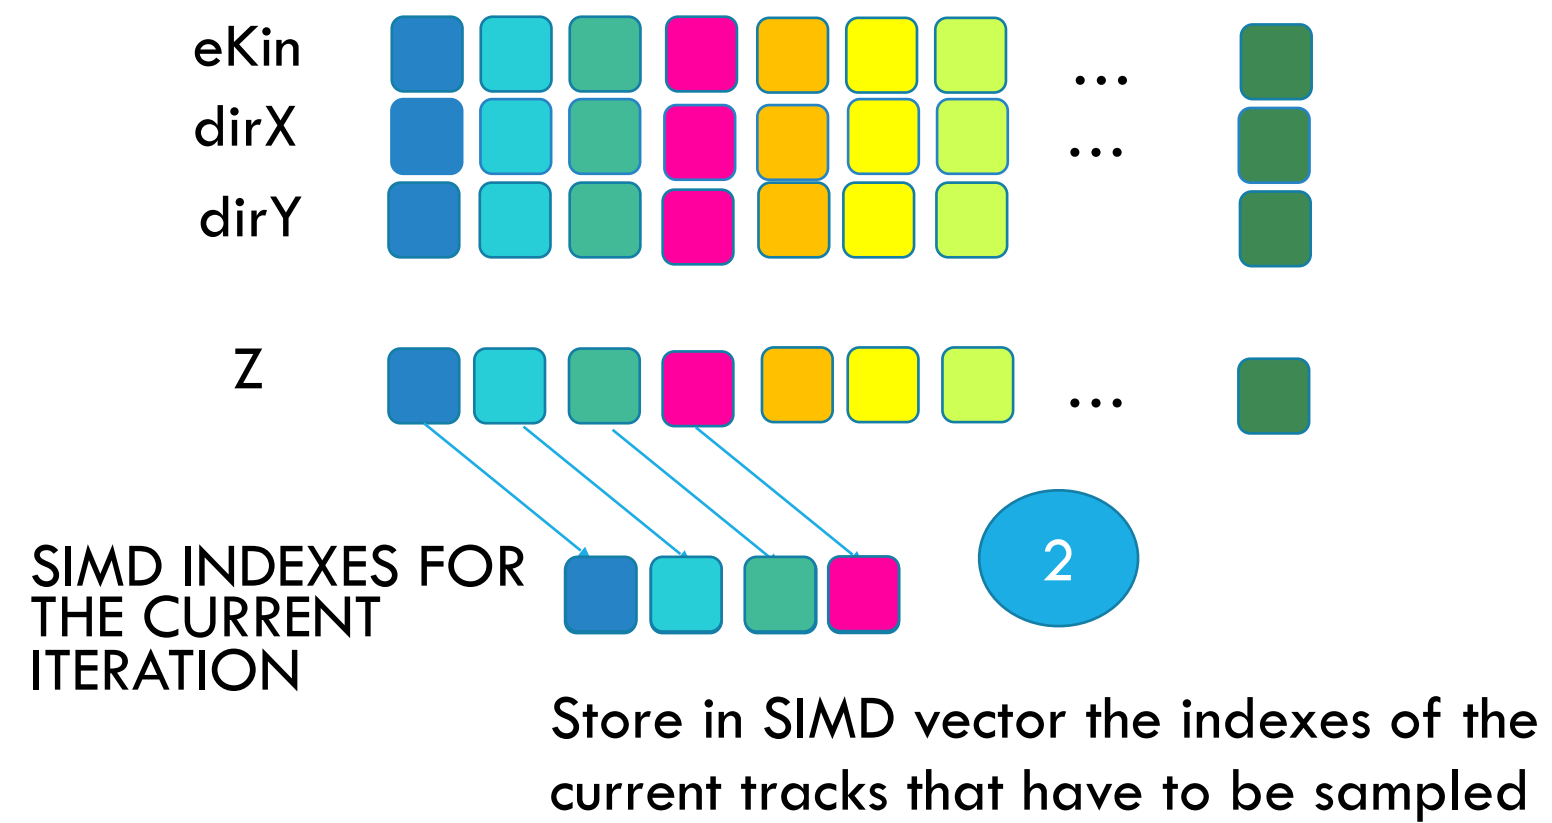 eKin
...
dirX
...
dirY
Z
...
SIMD INDEXES FOR
THE CURRENT
ITERATION
2
Store in SIMD vector the indexes of the
current tracks that have to be sampled